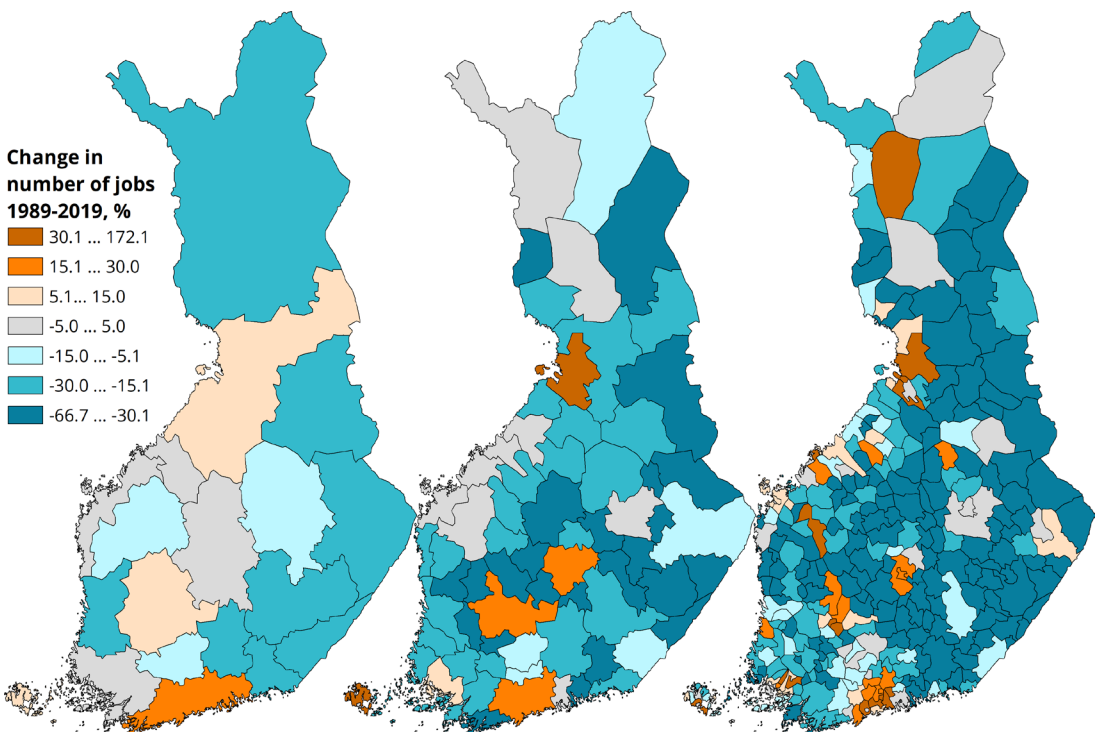 Change in
number of jobs
1989-2019, %
30.1 ... 172.1
15.1 ... 30.0
5.1... 15.0
-5.0 ... 5.0
-15.0 ... -5.1
-30.0 ... -15.1
-66.7 ... -30.1